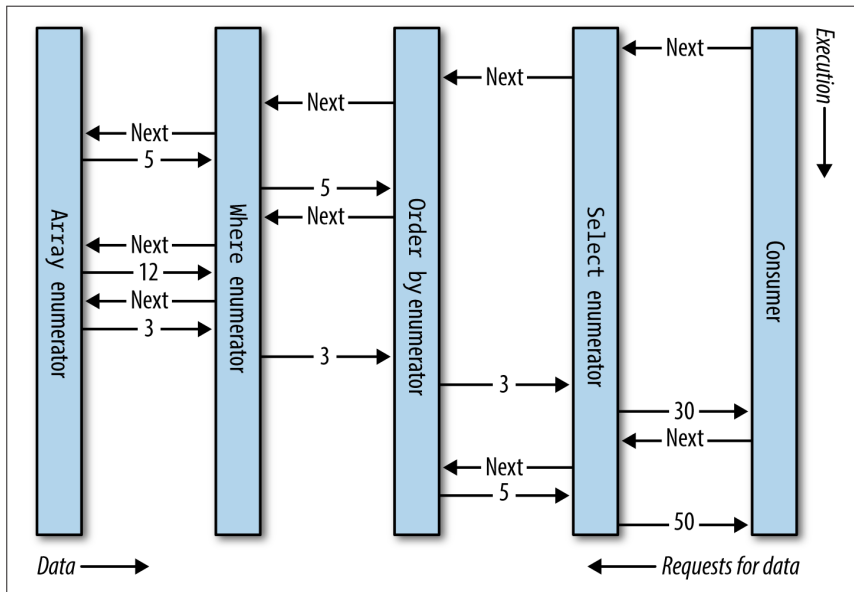 Execution
Next
Next
Next
Next
5
5
Next
Next
12
Next
3
3
3
30
Next
Next
5
50
Array enumerator
Where enumerator
Order by enumerator
Select enumerator
Consumer
Data
Requests for data